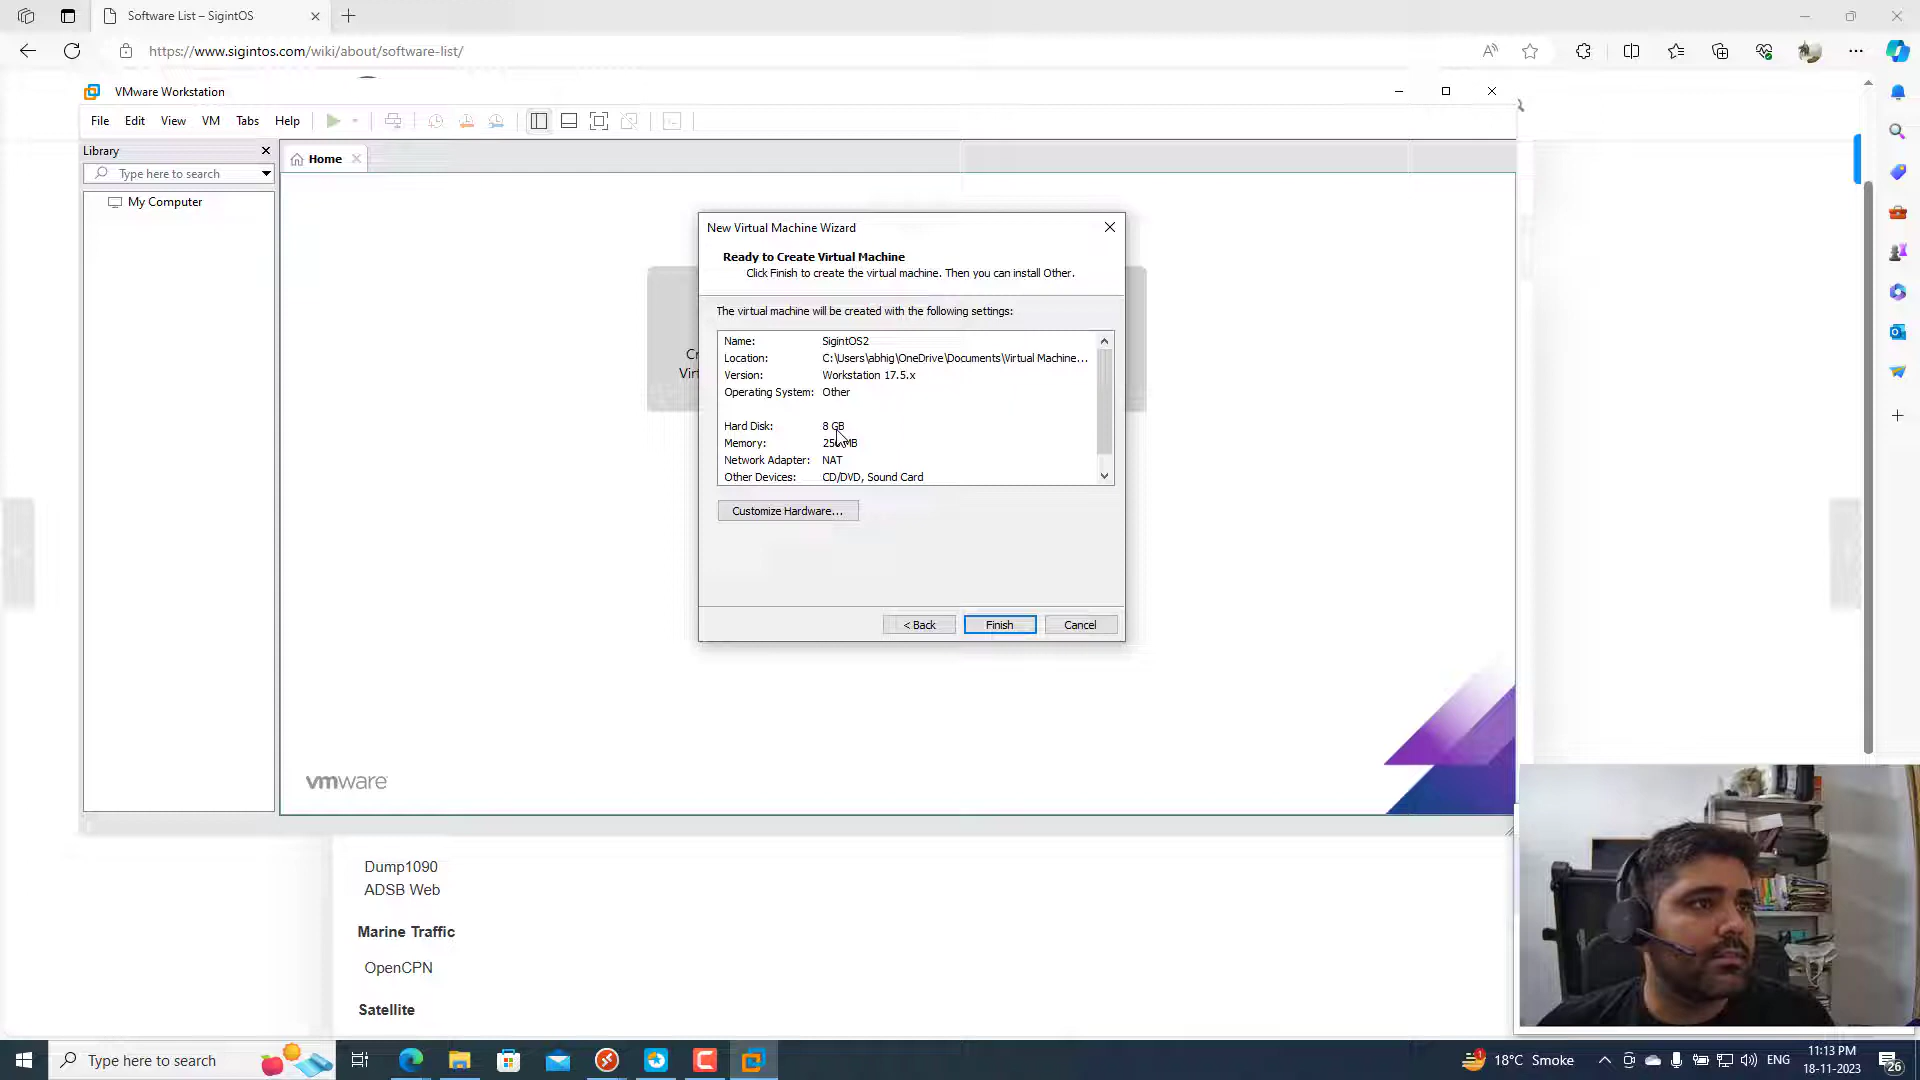 Software List – SigintOS
https://www.sigintos.com/wiki/about/software-list/
VMware Workstation
File Edit View VM Tabs Help
Library
Home
Type here to search
My Computer
New Virtual Machine Wizard
Ready to Create Virtual Machine
Click Finish to create the virtual machine. Then you can install Other.
The virtual machine will be created with the following settings:
Name: SigintOS2
Location: C:\Users\abhig\OneDrive\Documents\Virtual Machine...
Version: Workstation 17.5.x
Operating System: Other
Hard Disk: 8 GB
Memory: MB
Network Adapter: NAT
Other Devices: CD/DVD, Sound Card
Customize Hardware...
< Back Finish Cancel
vmware
Dump1090
ADSB Web
Marine Traffic
OpenCPN
Satellite
Type here to search
18°C Smoke
ENG
11:13 PM
18-11-2023
26